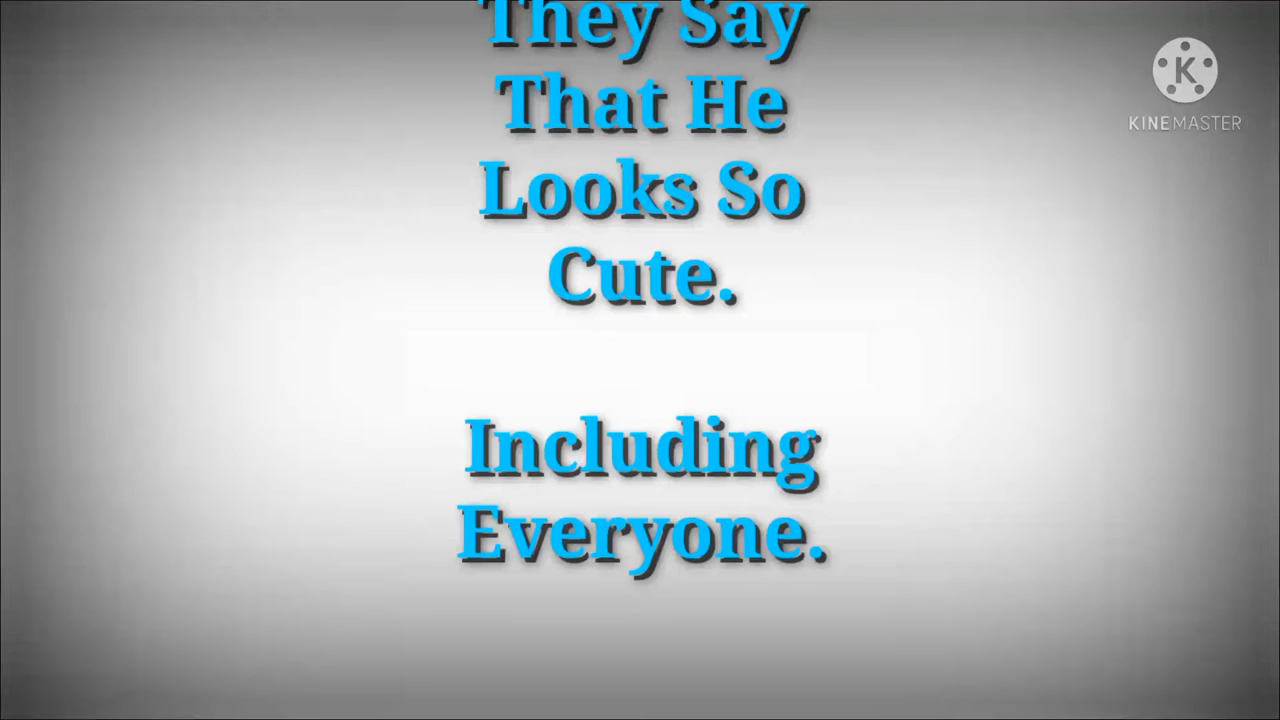 They Say
That He
Looks So
Cute.
Including
Everyone.
K
KINEMASTER